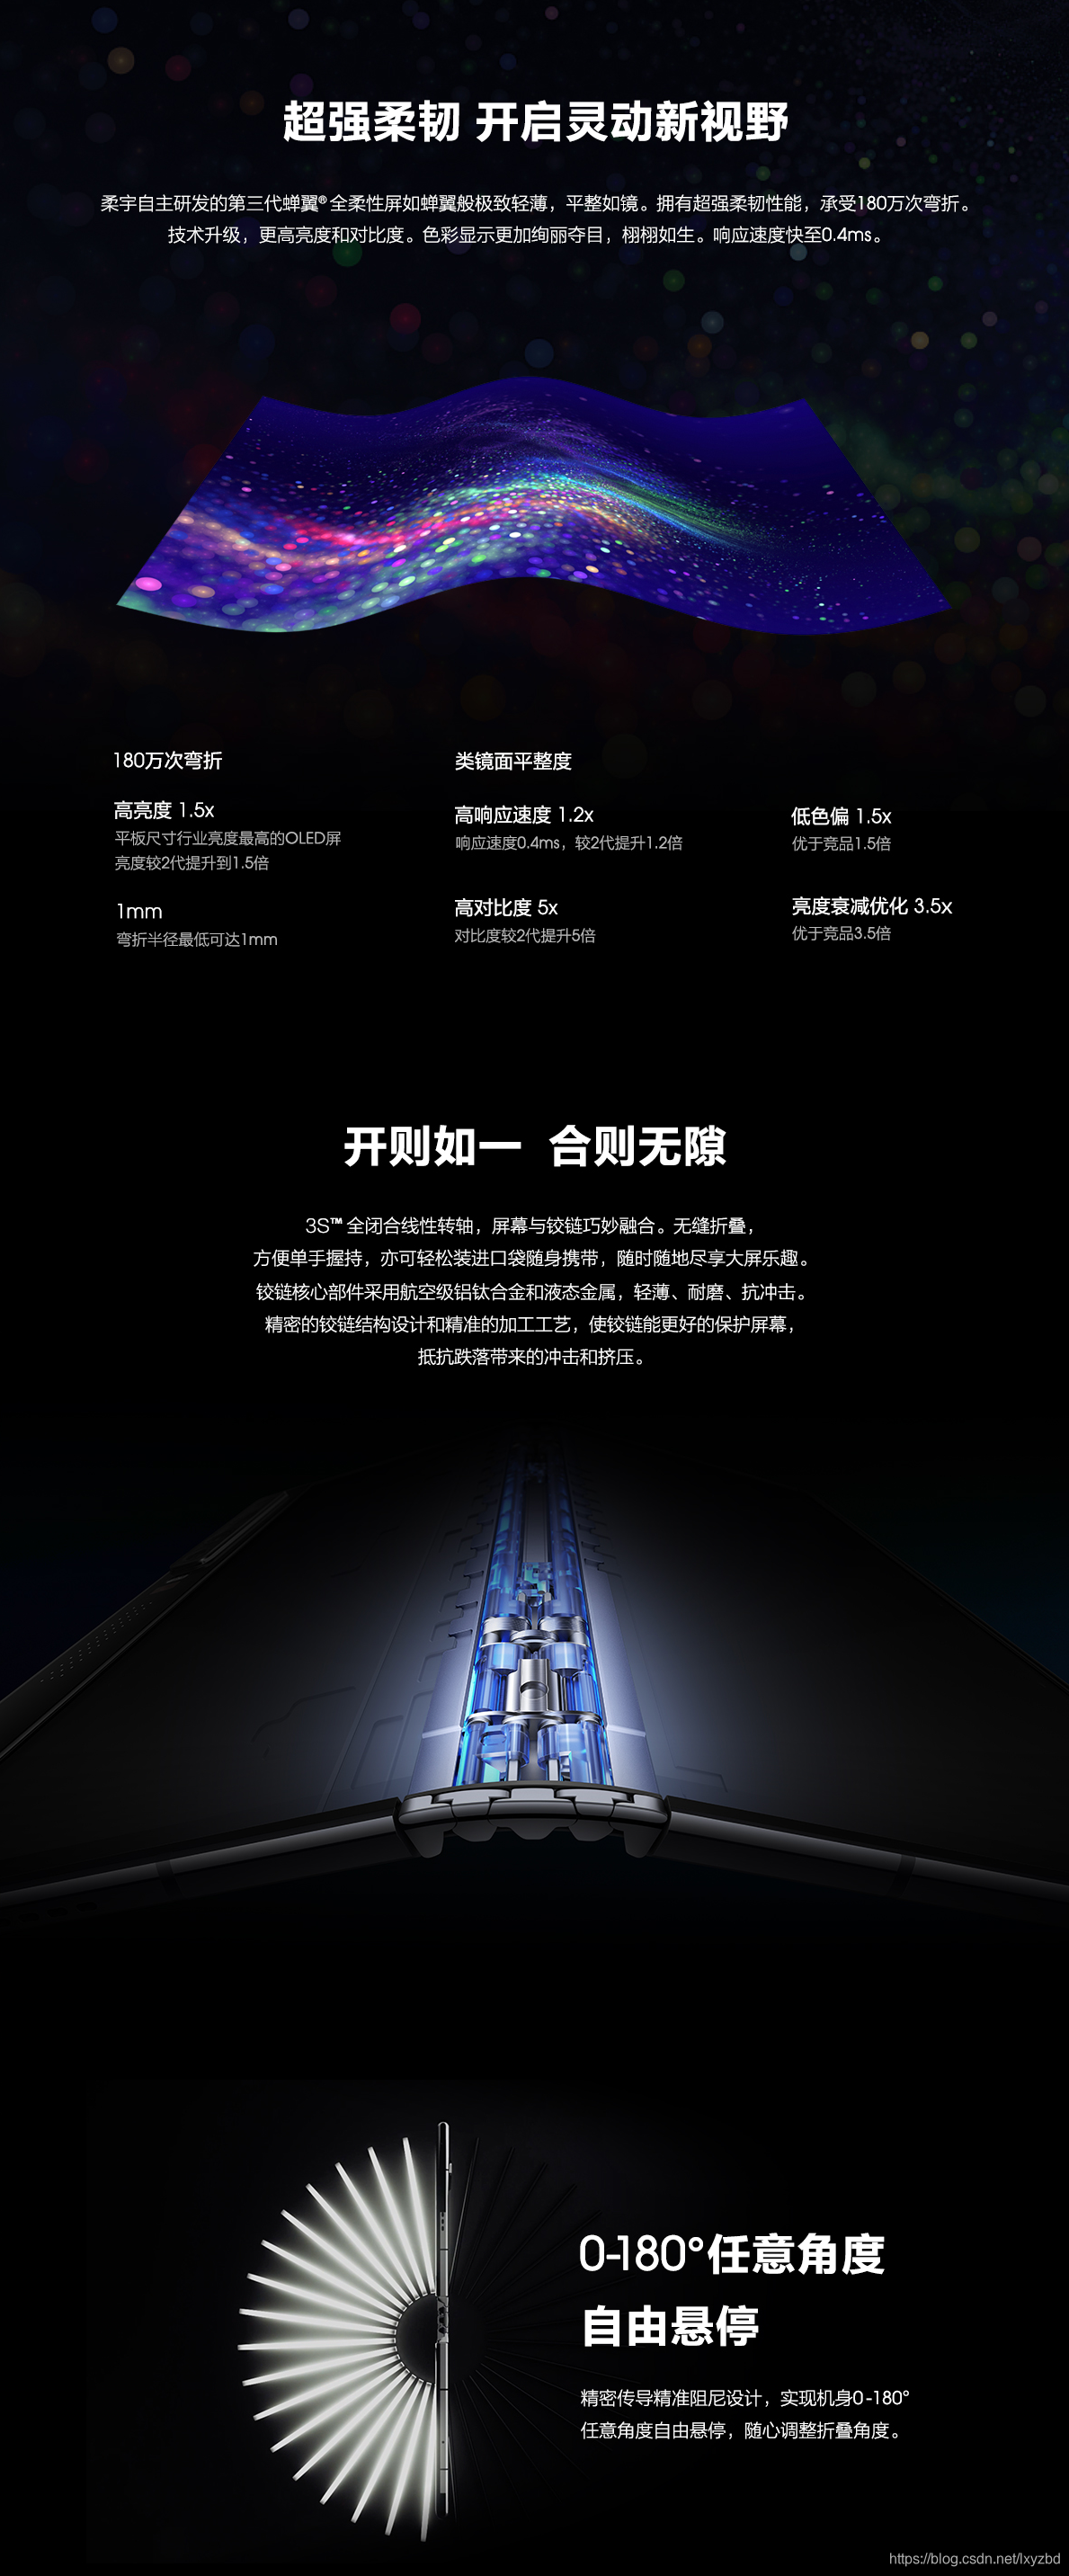 超强柔韧 开启灵动新视野
柔宇自主研发的第三代蝉翼® 全柔性屏如蝉翼般极致轻薄，平整如镜。拥有超强柔韧性能，承受180万次弯折。
技术升级，更高亮度和对比度。色彩显示更加绚丽夺目，栩栩如生。响应速度快至0.4ms。
180万次弯折
类镜面平整度
高亮度 1.5x
平板尺寸行业亮度最高的OLED屏
亮度较2代提升到1.5倍
高响应速度 1.2x
响应速度0.4ms，较2代提升1.2倍
低色偏 1.5x
优于竞品1.5倍
1mm
弯折半径最低可达1mm
高对比度 5x
对比度较2代提升5倍
亮度衰减优化 3.5x
优于竞品3.5倍
开则如一 合则无隙
3S™ 全闭合线性转轴，屏幕与铰链巧妙融合。无缝折叠，
方便单手握持，亦可轻松装进口袋随身携带，随时随地尽享大屏乐趣。
铰链核心部件采用航空级铝钛合金和液态金属，轻薄、耐磨、抗冲击。
精密的铰链结构设计和精准的加工工艺，使铰链能更好的保护屏幕，
抵抗跌落带来的冲击和挤压。
0-180°任意角度
自由悬停
精密传导精准阻尼设计，实现机身0-180°
任意角度自由悬停，随心调整折叠角度。
https://blog.csdn.net/lxyzbd